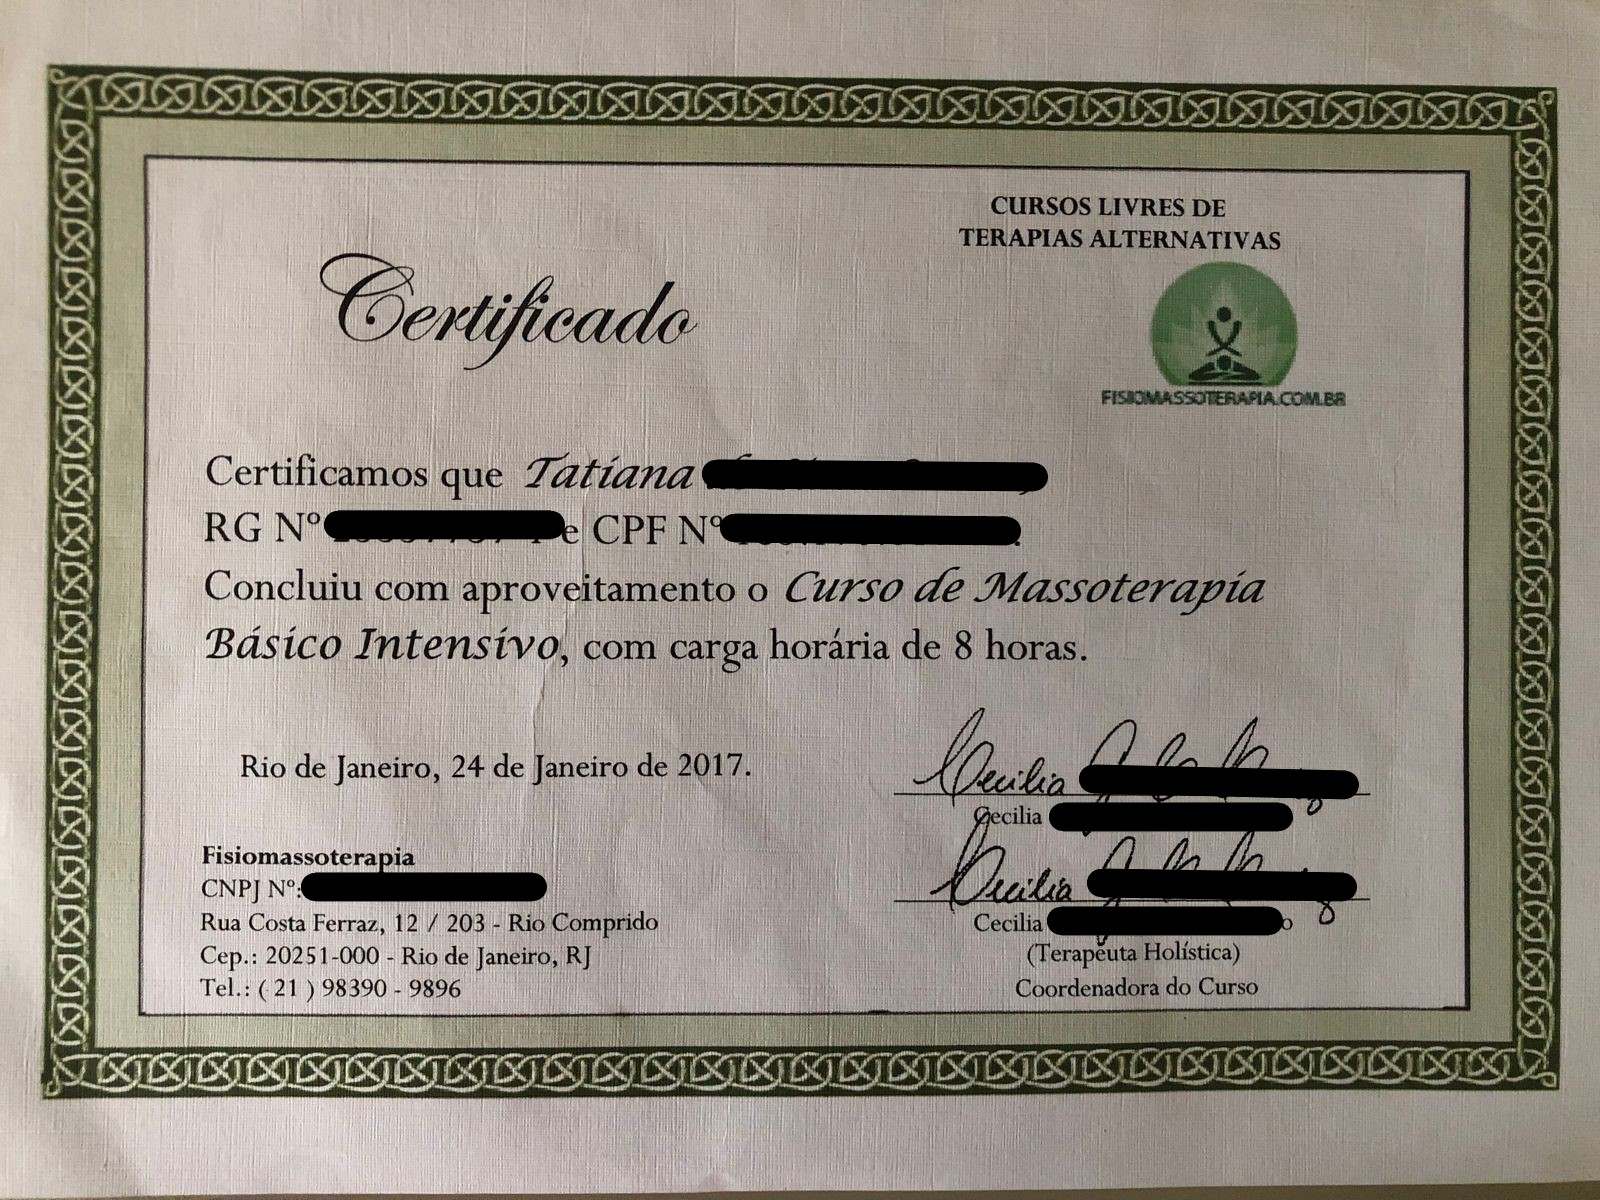 CURSOS LIVRES DE
TERAPIAS ALTERNATIVAS
Certificado
FISIOMASSOTERAPIA.COM.BR
Certificamos que Tatiana
RG Nº e CPF Nº .
Concluiu com aproveitamento o Curso de Massoterapia
Básico Intensivo, com carga horária de 8 horas.
Rio de Janeiro, 24 de Janeiro de 2017.
Cecilia
Cecilia
Cecilia
Cecilia
(Terapeuta Holística)
Coordenadora do Curso
Fisiomassoterapia
CNPJ Nº:
Rua Costa Ferraz, 12 / 203 - Rio Comprido
Cep.: 20251-000 - Rio de Janeiro, RJ
Tel.: ( 21 ) 98390 - 9896